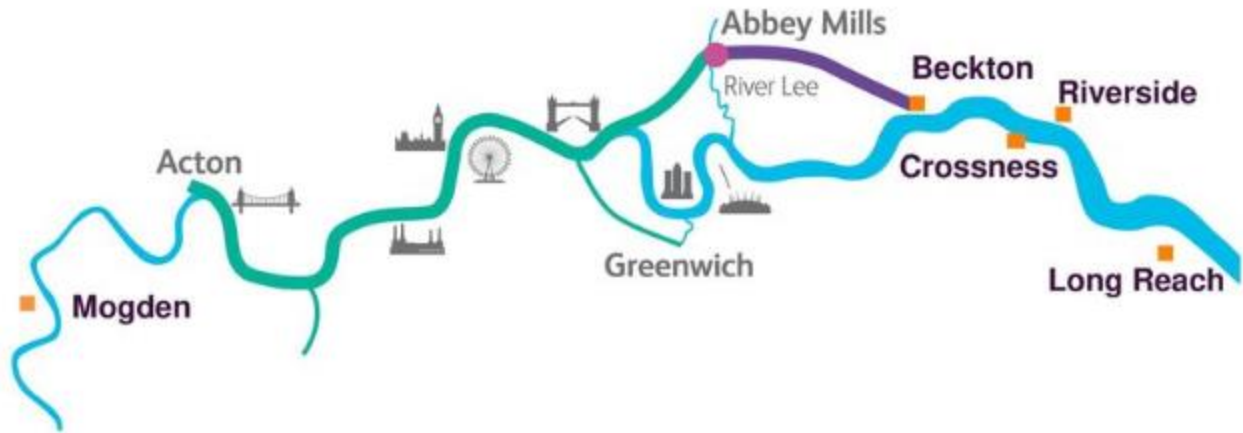 Abbey Mills
Beckton
River Lee
Riverside
Acton
Crossness
Greenwich
Long Reach
Mogden